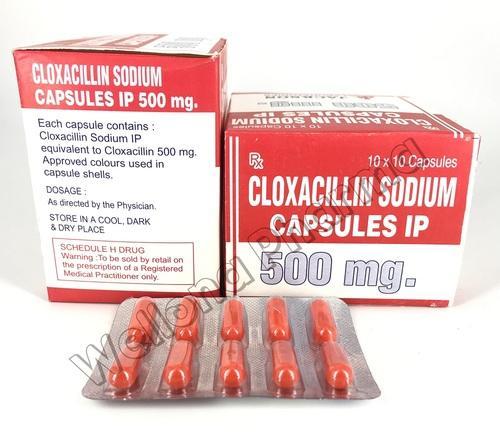 CLOXACILLIN SODIUM
CAPSULES IP 500 mg.
Each capsule contains :
Cloxacillin Sodium IP
equivalent to Cloxacillin 500 mg.
Approved colours used in
capsule shells.
DOSAGE :
As directed by the Physician.
STORE IN A COOL, DARK
& DRY PLACE
SCHEDULE H DRUG
Warning :To be sold by retail on
the prescription of a Registered
Medical Practitioner only.
JACKSON
Rx
10 x 10 Capsules
CLOXACILLIN SODIUM
CAPSULES IP
500 mg.
Wellona Pharma